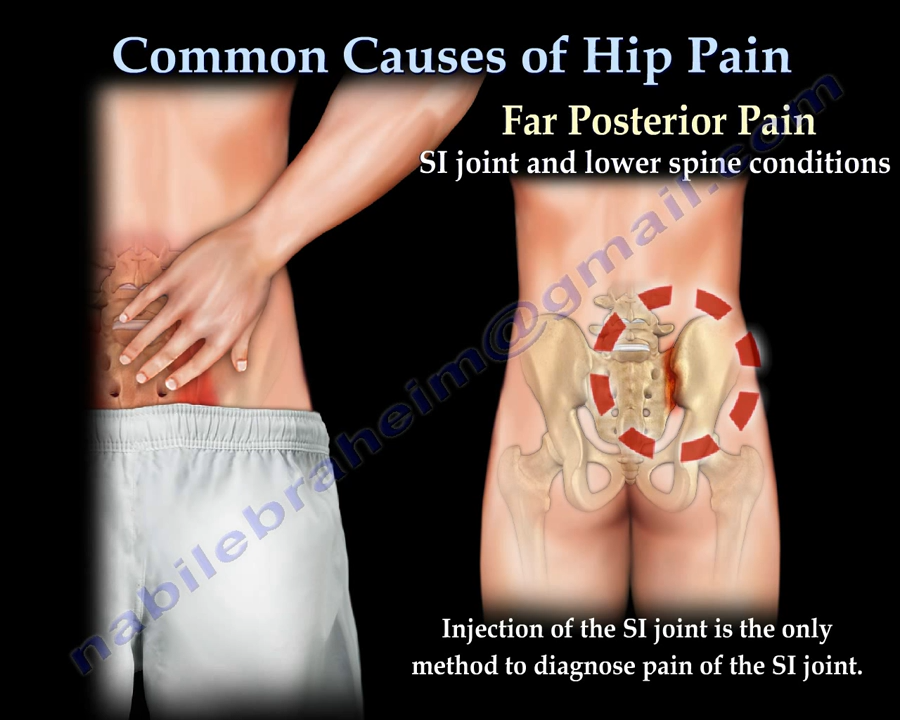 Common Causes of Hip Pain
Far Posterior Pain
SI joint and lower spine conditions
nabilebraheim@gmail.com
Injection of the SI joint is the only
method to diagnose pain of the SI joint.